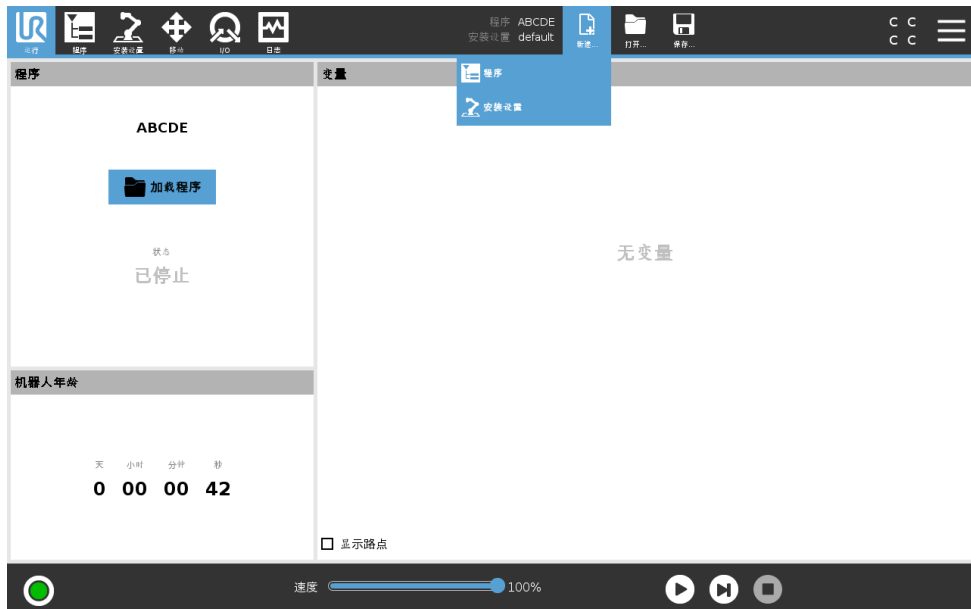 UR
运行
程序
安装设置
移动
I/O
日志
程序 ABCDE
安装设置 default
新建...
打开...
保存...
C C
C C
程序
安装设置
程序
变量
ABCDE
加载程序
状态
已停止
无变量
机器人年龄
天 小时 分钟 秒
0 00 00 42
显示路点
速度 100%